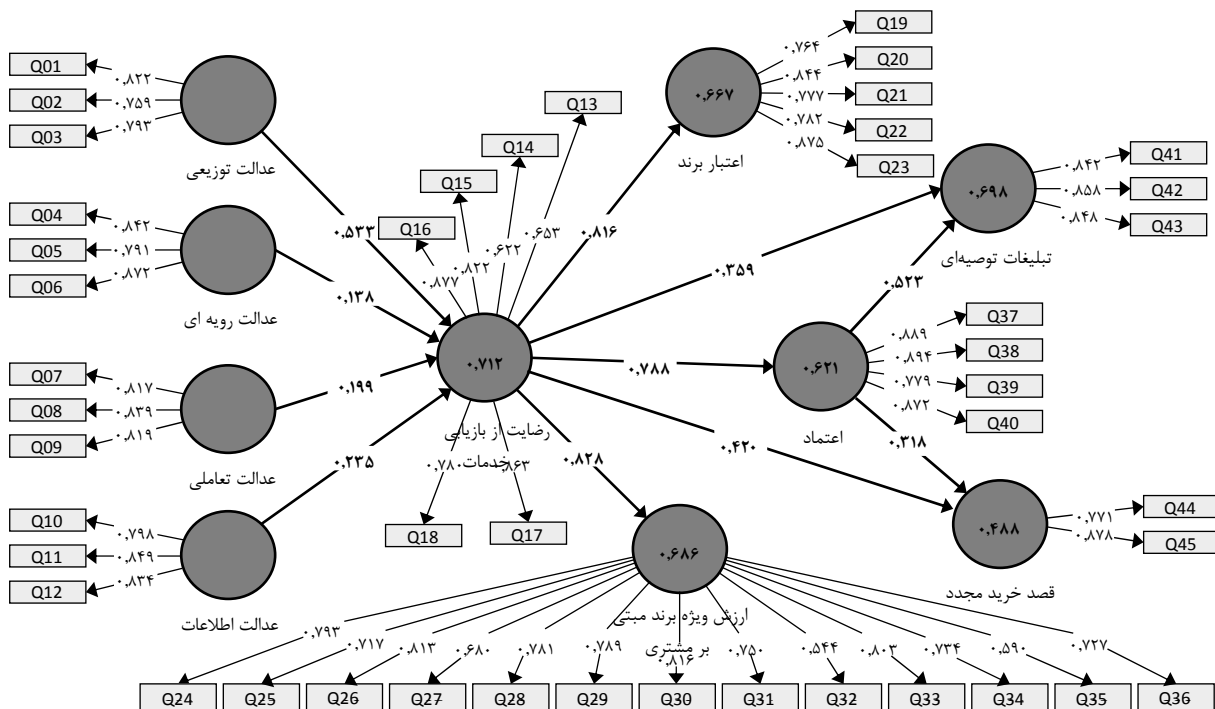 Q01
Q02
Q03
۰٫۸۲۲
۰٫۷۵۹
۰٫۷۹۳
عدالت توزیعی
۰٫۵۳۳
Q04
Q05
Q06
۰٫۸۴۲
۰٫۷۹۱
۰٫۸۷۲
عدالت رویه ای
۰٫۱۳۸
Q07
Q08
Q09
۰٫۸۱۷
۰٫۸۳۹
۰٫۸۱۹
عدالت تعاملی
۰٫۱۹۹
Q10
Q11
Q12
۰٫۷۹۸
۰٫۸۴۹
۰٫۸۳۴
عدالت اطلاعات
۰٫۲۳۵
Q13
Q14
Q15
Q16
۰٫۶۵۳
۰٫۶۲۲
۰٫۸۲۲
۰٫۸۷۷
۰٫۷۱۲
رضایت از بازیابی
خدمات
۰٫۷۸۰
۰٫۸۶۳
Q18
Q17
۰٫۸۱۶
۰٫۳۵۹
۰٫۷۸۸
۰٫۴۲۰
۰٫۸۲۸
۰٫۶۶۷
اعتبار برند
۰٫۷۶۴
۰٫۸۴۴
۰٫۷۷۷
۰٫۷۸۲
۰٫۸۷۵
Q19
Q20
Q21
Q22
Q23
۰٫۶۹۸
تبلیغات توصیه‌ای
۰٫۸۴۲
۰٫۸۵۸
۰٫۸۴۸
Q41
Q42
Q43
۰٫۵۲۳
۰٫۶۲۱
اعتماد
۰٫۸۸۹
۰٫۸۹۴
۰٫۷۷۹
۰٫۸۷۲
Q37
Q38
Q39
Q40
۰٫۳۱۸
۰٫۴۸۸
قصد خرید مجدد
۰٫۷۷۱
۰٫۸۷۸
Q44
Q45
۰٫۶۸۶
ارزش ویژه برند مبتی
بر مشتری
۰٫۷۹۳
۰٫۷۱۷
۰٫۸۱۳
۰٫۶۸۰
۰٫۷۸۱
۰٫۷۸۹
۰٫۸۱۶
۰٫۷۵۰
۰٫۵۴۴
۰٫۸۰۳
۰٫۷۳۴
۰٫۵۹۰
۰٫۷۲۷
Q24
Q25
Q26
Q27
Q28
Q29
Q30
Q31
Q32
Q33
Q34
Q35
Q36